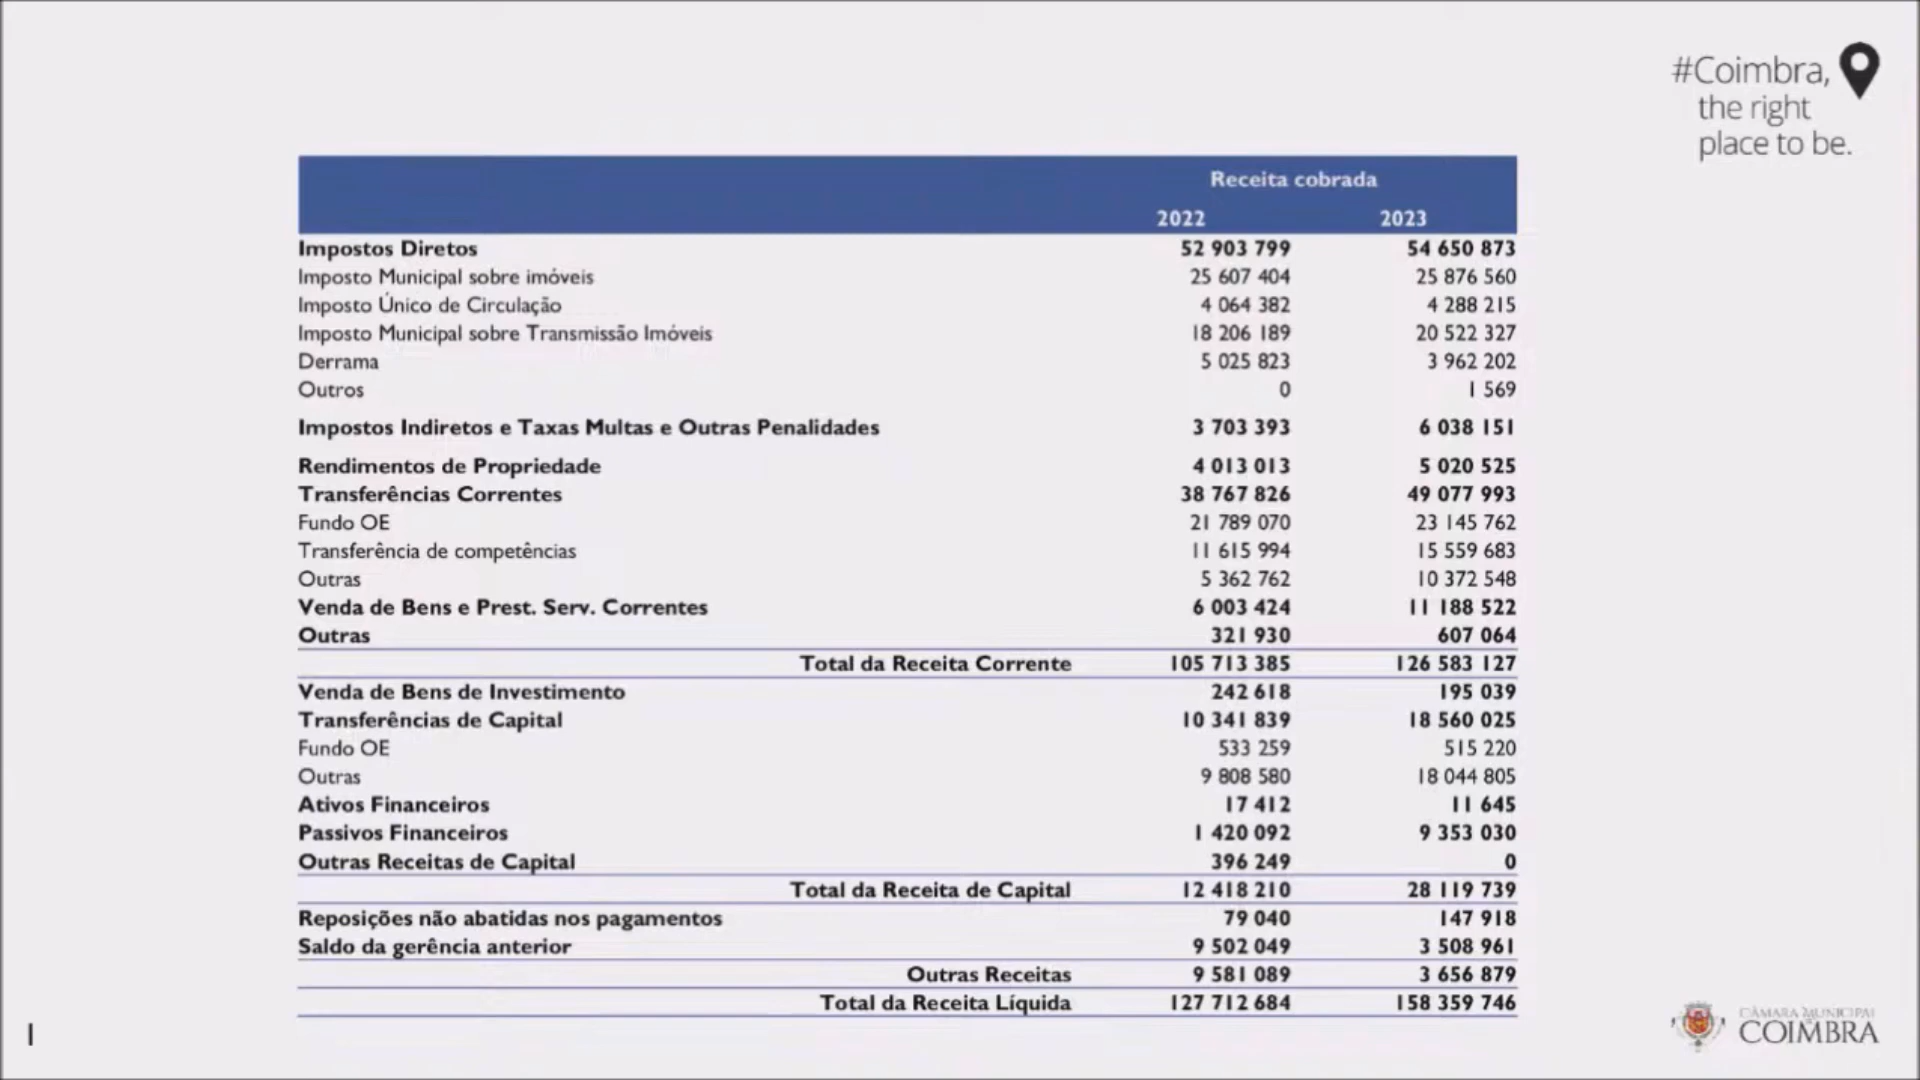 #Coimbra,
the right
place to be.
Receita cobrada
2022 2023
Impostos Diretos 52 903 799 54 650 873
Imposto Municipal sobre imóveis 25 607 404 25 876 560
Imposto Único de Circulação 4 064 382 4 288 215
Imposto Municipal sobre Transmissão Imóveis 18 206 189 20 522 327
Derrama 5 025 823 3 962 202
Outros 0 1 569
Impostos Indiretos e Taxas Multas e Outras Penalidades 3 703 393 6 038 151
Rendimentos de Propriedade 4 013 013 5 020 525
Transferências Correntes 38 767 826 49 077 993
Fundo OE 21 789 070 23 145 762
Transferência de competências 11 615 994 15 559 683
Outras 5 362 762 10 372 548
Venda de Bens e Prest. Serv. Correntes 6 003 424 11 188 522
Outras 321 930 607 064
Total da Receita Corrente 105 713 385 126 583 127
Venda de Bens de Investimento 242 618 195 039
Transferências de Capital 10 341 839 18 560 025
Fundo OE 533 259 515 220
Outras 9 808 580 18 044 805
Ativos Financeiros 17 412 11 645
Passivos Financeiros 1 420 092 9 353 030
Outras Receitas de Capital 396 249 0
Total da Receita de Capital 12 418 210 28 119 739
Reposições não abatidas nos pagamentos 79 040 147 918
Saldo da gerência anterior 9 502 049 3 508 961
Outras Receitas 9 581 089 3 656 879
Total da Receita Líquida 127 712 684 158 359 746
1
CÂMARA MUNICIPAL
COIMBRA